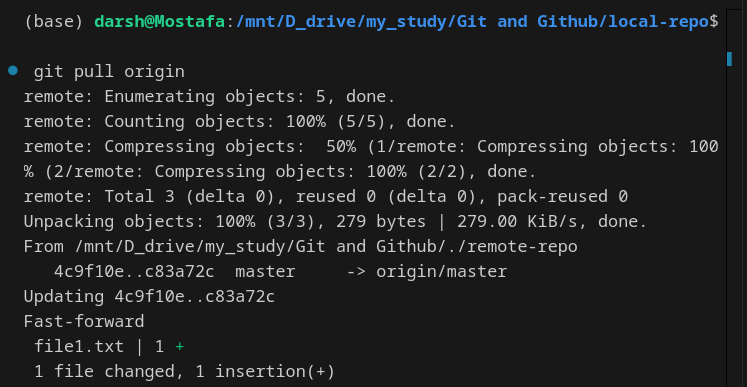 (base) darsh@Mostafa:/mnt/D_drive/my_study/Git and Github/local-repo$
git pull origin
remote: Enumerating objects: 5, done.
remote: Counting objects: 100% (5/5), done.
remote: Compressing objects:  50% (1/remote: Compressing objects: 100
% (2/remote: Compressing objects: 100% (2/2), done.
remote: Total 3 (delta 0), reused 0 (delta 0), pack-reused 0
Unpacking objects: 100% (3/3), 279 bytes | 279.00 KiB/s, done.
From /mnt/D_drive/my_study/Git and Github/./remote-repo
   4c9f10e..c83a72c  master     -> origin/master
Updating 4c9f10e..c83a72c
Fast-forward
 file1.txt | 1 +
 1 file changed, 1 insertion(+)